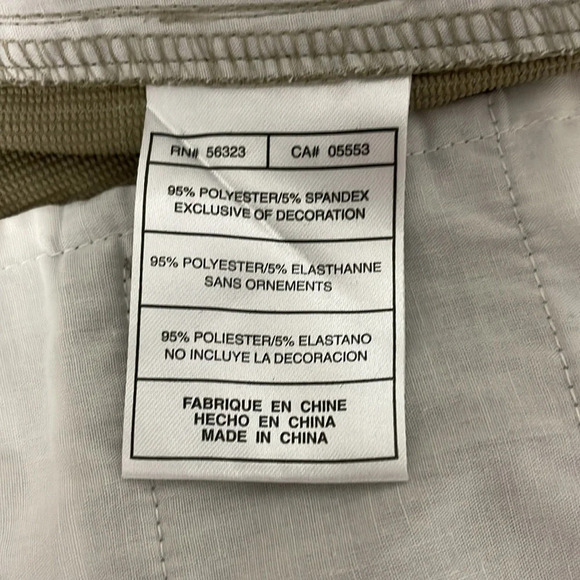 RN# 56323 CA# 05553
95% POLYESTER/5% SPANDEX
EXCLUSIVE OF DECORATION
95% POLYESTER/5% ELASTHANNE
SANS ORNEMENTS
95% POLIESTER/5% ELASTANO
NO INCLUYE LA DECORACION
FABRIQUE EN CHINE
HECHO EN CHINA
MADE IN CHINA